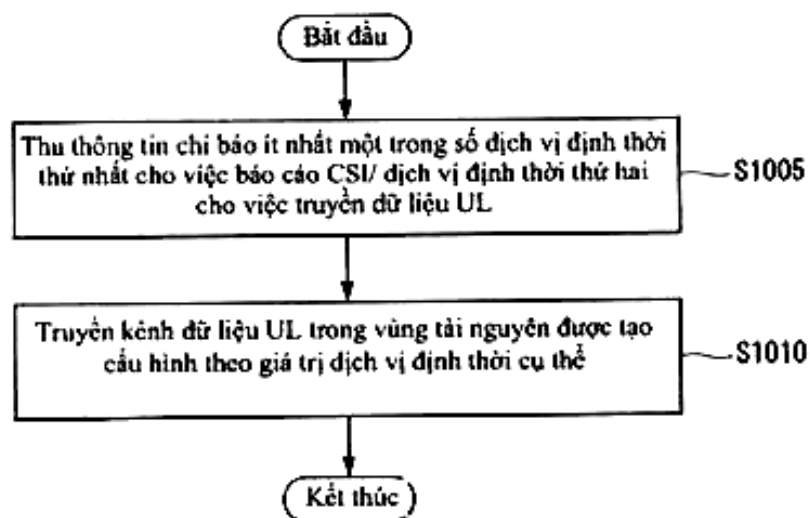 Bắt đầu
Thu thông tin chỉ báo ít nhất một trong số dịch vị định thời
thứ nhất cho việc báo cáo CSI/ dịch vị định thời thứ hai
cho việc truyền dữ liệu UL
S1005
Truyền kênh dữ liệu UL trong vùng tài nguyên được tạo
cấu hình theo giá trị dịch vị định thời cụ thể
S1010
Kết thúc